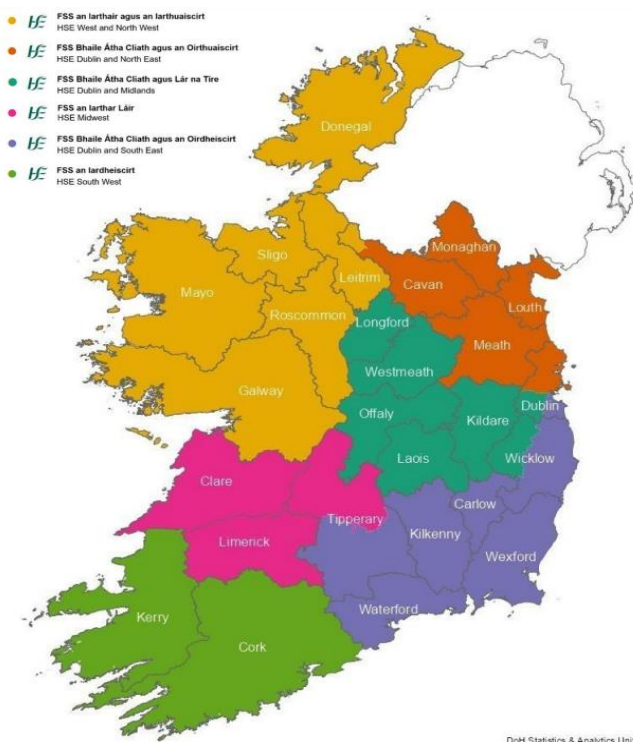 FSS an Iarthair agus an Iarthuaiscirt
HSE West and North West
FSS Bhaile Átha Cliath agus an Oirthuaiscirt
HSE Dublin and North East
FSS Bhaile Átha Cliath agus Lár na Tíre
HSE Dublin and Midlands
FSS an Iarthar Láir
HSE Midwest
FSS Bhaile Átha Cliath agus an Oirdheiscirt
HSE Dublin and South East
FSS an Iardheiscirt
HSE South West
Donegal
Monaghan
Sligo
Leitrim
Cavan
Mayo
Louth
Roscommon
Longford
Meath
Westmeath
Galway
Dublin
Offaly
Kildare
Laois
Wicklow
Clare
Carlow
Tipperary
Kilkenny
Limerick
Wexford
Waterford
Kerry
Cork
DoH Statistics & Analytics Uni